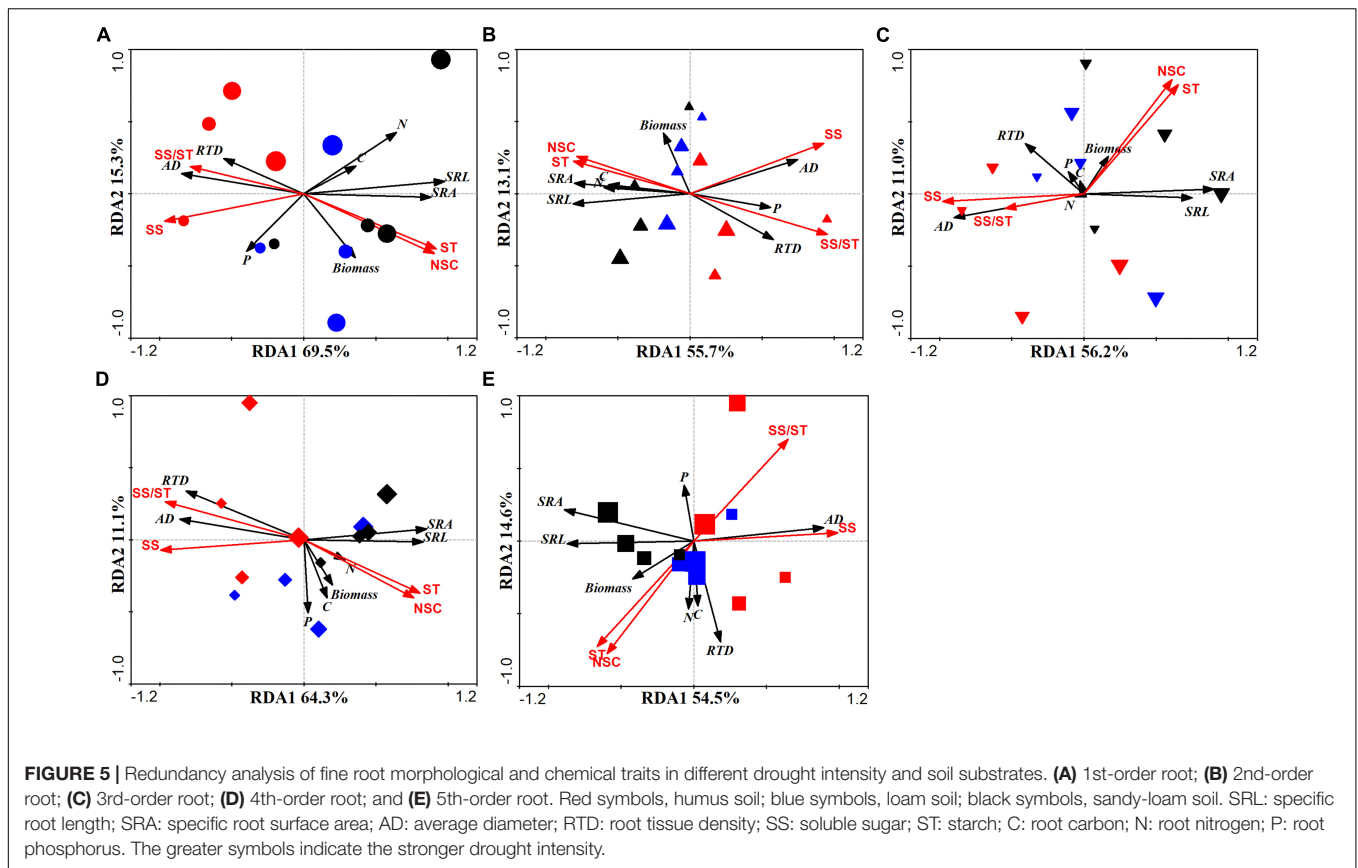 A
1.0
RDA2 15.3%
-1.0
-1.2
RDA1 69.5%
1.2
N
C
SRL
SRA
SS/ST
RTD
AD
SS
P
Biomass
ST
NSC
B
1.0
RDA2 13.1%
-1.0
-1.2
RDA1 55.7%
1.2
Biomass
SS
AD
NSC
ST
SRA
C
N
SRL
P
RTD
SS/ST
C
1.0
RDA2 11.0%
-1.0
-1.2
RDA1 56.2%
1.2
NSC
ST
RTD
Biomass
P
C
SS
AD
SS/ST
N
SRA
SRL
D
1.0
RDA2 11.1%
-1.0
-1.2
RDA1 64.3%
1.2
RTD
SS/ST
AD
SS
SRA
SRL
N
Biomass
C
P
ST
NSC
E
1.0
RDA2 14.6%
-1.0
-1.2
RDA1 54.5%
1.2
SS/ST
P
SRA
AD
SS
SRL
Biomass
N
C
RTD
ST
NSC
FIGURE 5 | Redundancy analysis of fine root morphological and chemical traits in different drought intensity and soil substrates. (A) 1st-order root; (B) 2nd-order
root; (C) 3rd-order root; (D) 4th-order root; and (E) 5th-order root. Red symbols, humus soil; blue symbols, loam soil; black symbols, sandy-loam soil. SRL: specific
root length; SRA: specific root surface area; AD: average diameter; RTD: root tissue density; SS: soluble sugar; ST: starch; C: root carbon; N: root nitrogen; P: root
phosphorus. The greater symbols indicate the stronger drought intensity.